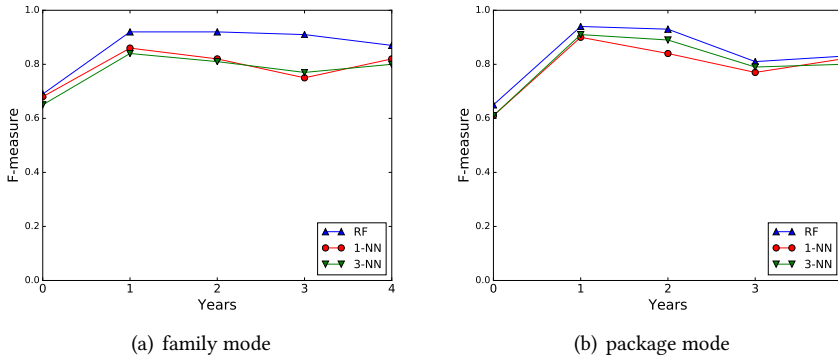 1.0
0.8
0.6
0.4
0.2
0.0
F-measure
0 1 2 3 4
Years
RF
1-NN
3-NN
(a) family mode
1.0
0.8
0.6
0.4
0.2
0.0
F-measure
0 1 2 3
Years
RF
1-NN
3-NN
(b) package mode